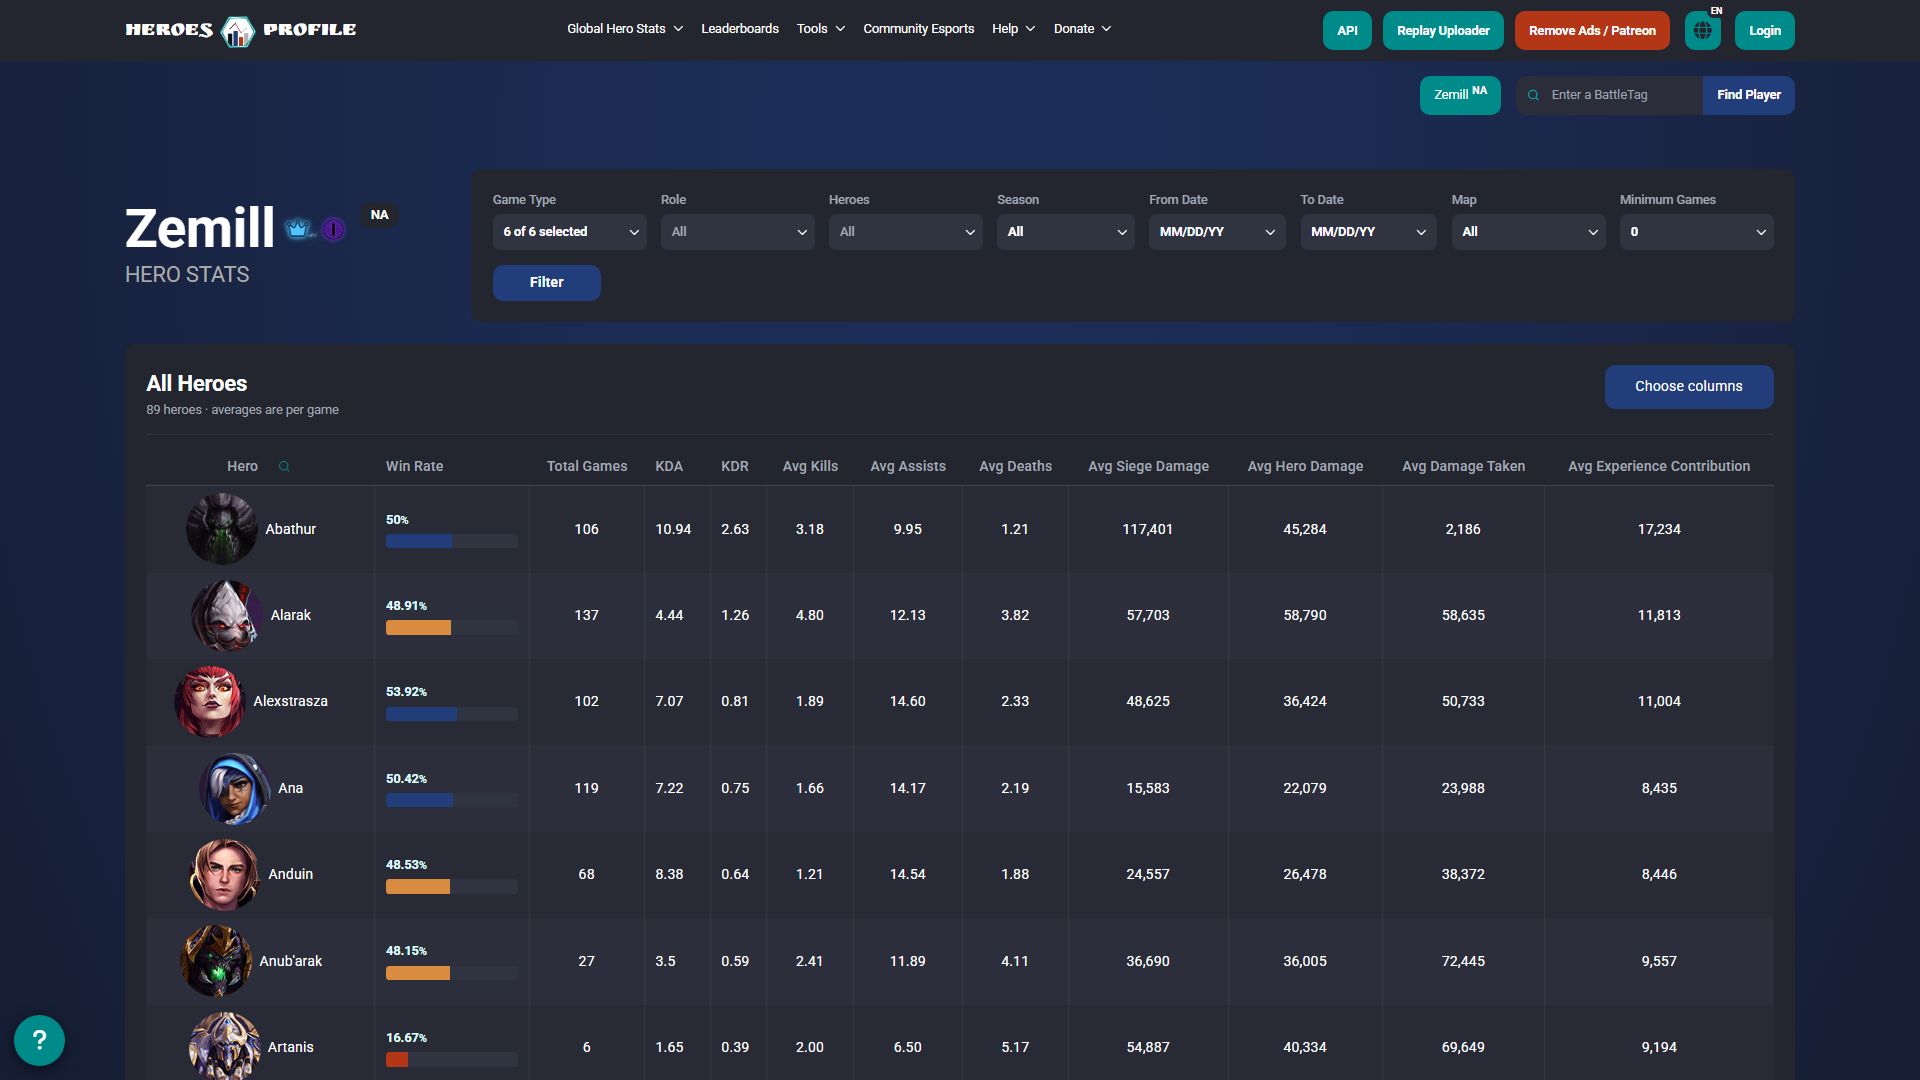 HEROES PROFILE
Global Hero Stats Leaderboards Tools Community Esports Help Donate
API Replay Uploader Remove Ads / Patreon EN Login
Zemill NA Enter a BattleTag Find Player
Zemill NA
HERO STATS
Game Type Role Heroes Season From Date To Date Map Minimum Games
6 of 6 selected All All All MM/DD/YY MM/DD/YY All 0
Filter
All Heroes
89 heroes · averages are per game
Choose columns
Hero Win Rate Total Games KDA KDR Avg Kills Avg Assists Avg Deaths Avg Siege Damage Avg Hero Damage Avg Damage Taken Avg Experience Contribution
Abathur 50% 106 10.94 2.63 3.18 9.95 1.21 117,401 45,284 2,186 17,234
Alarak 48.91% 137 4.44 1.26 4.80 12.13 3.82 57,703 58,790 58,635 11,813
Alexstrasza 53.92% 102 7.07 0.81 1.89 14.60 2.33 48,625 36,424 50,733 11,004
Ana 50.42% 119 7.22 0.75 1.66 14.17 2.19 15,583 22,079 23,988 8,435
Anduin 48.53% 68 8.38 0.64 1.21 14.54 1.88 24,557 26,478 38,372 8,446
Anub'arak 48.15% 27 3.5 0.59 2.41 11.89 4.11 36,690 36,005 72,445 9,557
Artanis 16.67% 6 1.65 0.39 2.00 6.50 5.17 54,887 40,334 69,649 9,194
?